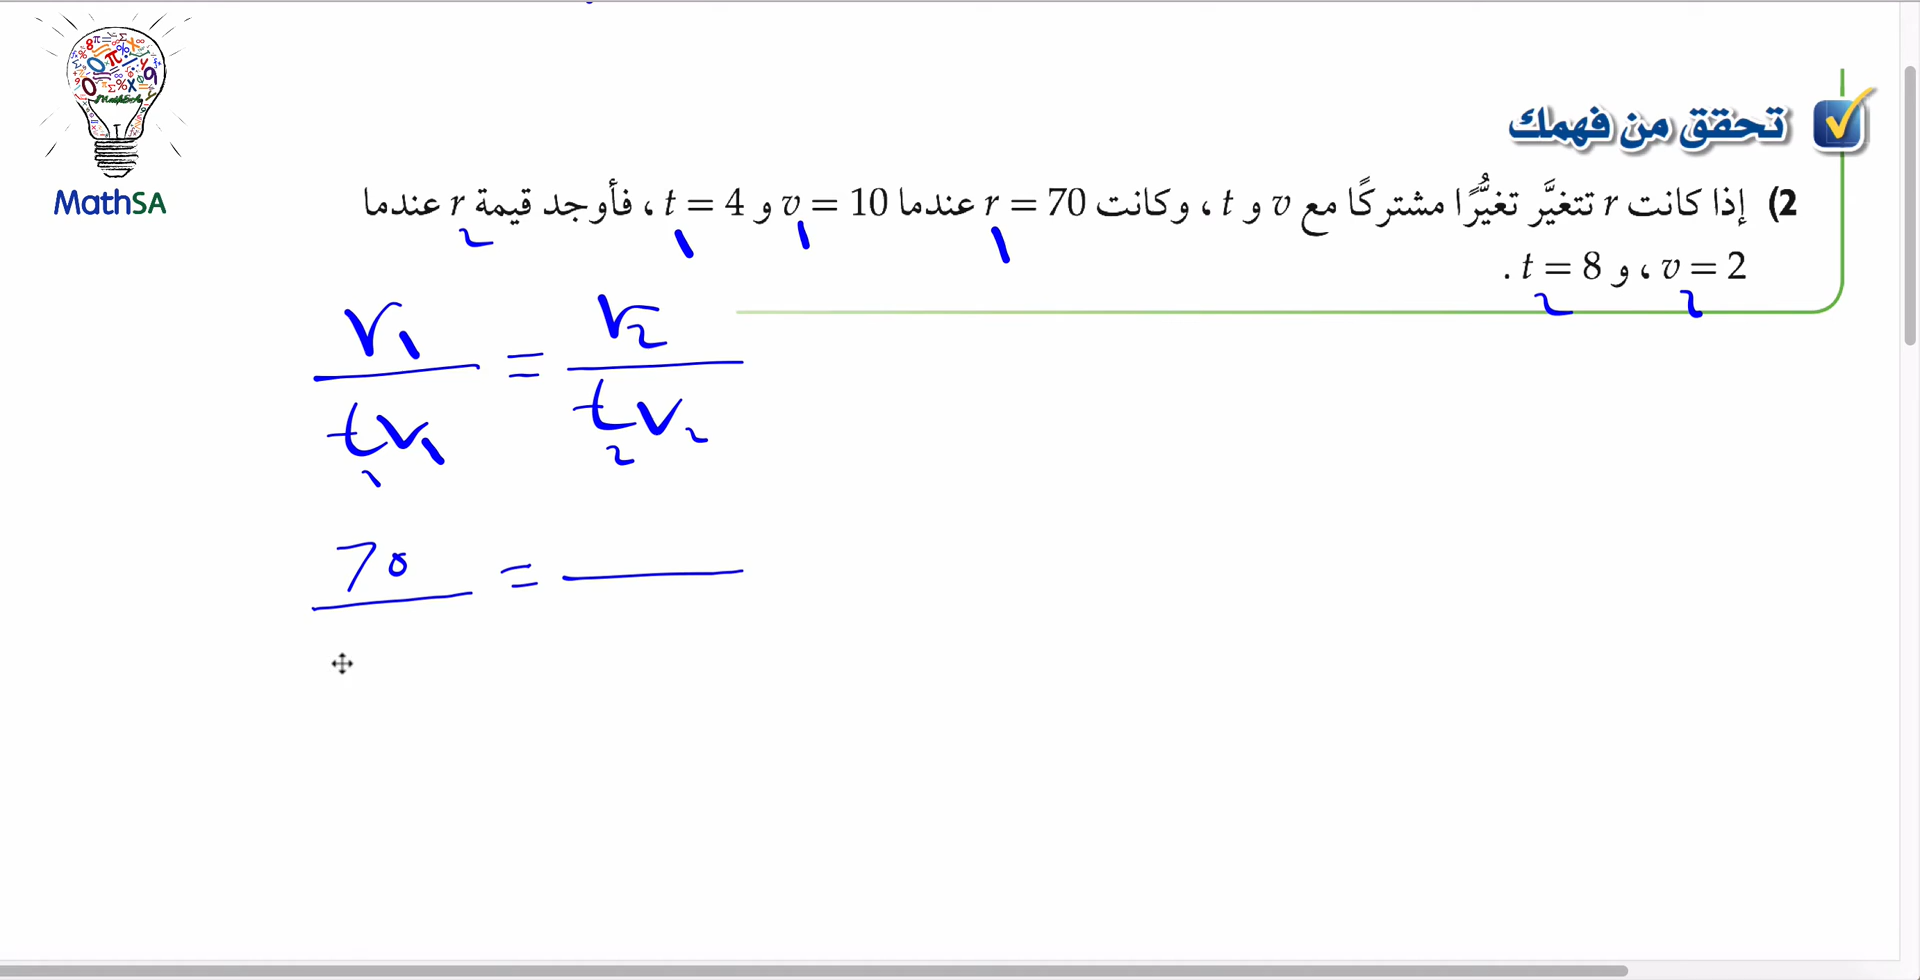 MathSA
تحقق من فهمك
2) إذا كانت r تتغيَّر تغيُّرًا مشتركًا مع v و t ، وكانت r = 70 عندما v = 10 و t = 4 ، فأوجد قيمة r عندما
v = 2 ، و t = 8 .
r₁ / t₁v₁ = r₂ / t₂v₂
70 =